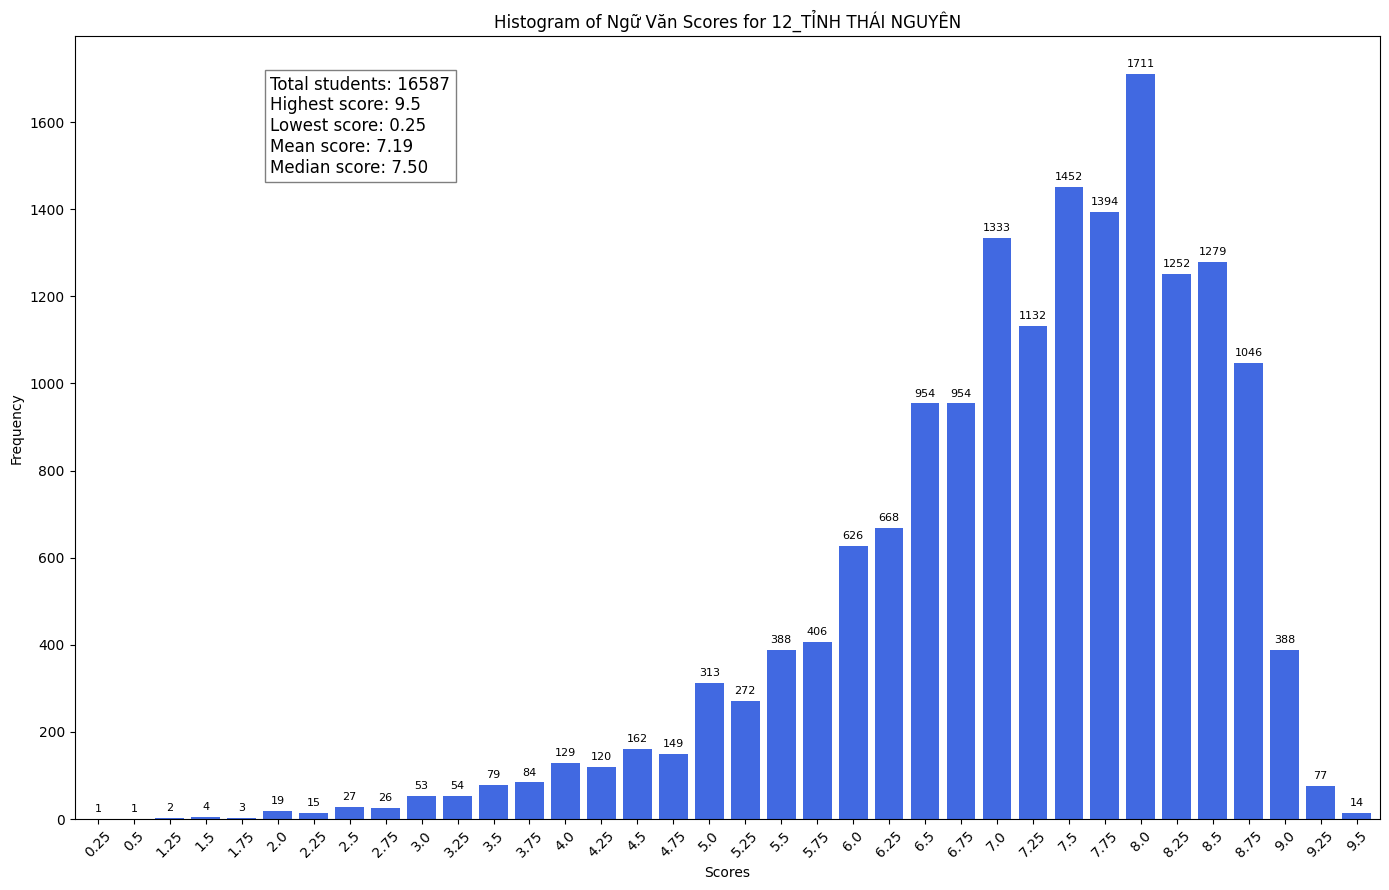 Histogram of Ngữ Văn Scores for 12_TỈNH THÁI NGUYÊN
Total students: 16587
Highest score: 9.5
Lowest score: 0.25
Mean score: 7.19
Median score: 7.50
Frequency
1600
1400
1200
1000
800
600
400
200
0
1 1 2 4 3 19 15 27 26 53 54 79 84 129 120 162 149 313 272 388 406 626 668 954 954 1333 1132 1452 1394 1711 1252 1279 1046 388 77 14
0.25 0.5 1.25 1.5 1.75 2.0 2.25 2.5 2.75 3.0 3.25 3.5 3.75 4.0 4.25 4.5 4.75 5.0 5.25 5.5 5.75 6.0 6.25 6.5 6.75 7.0 7.25 7.5 7.75 8.0 8.25 8.5 8.75 9.0 9.25 9.5
Scores